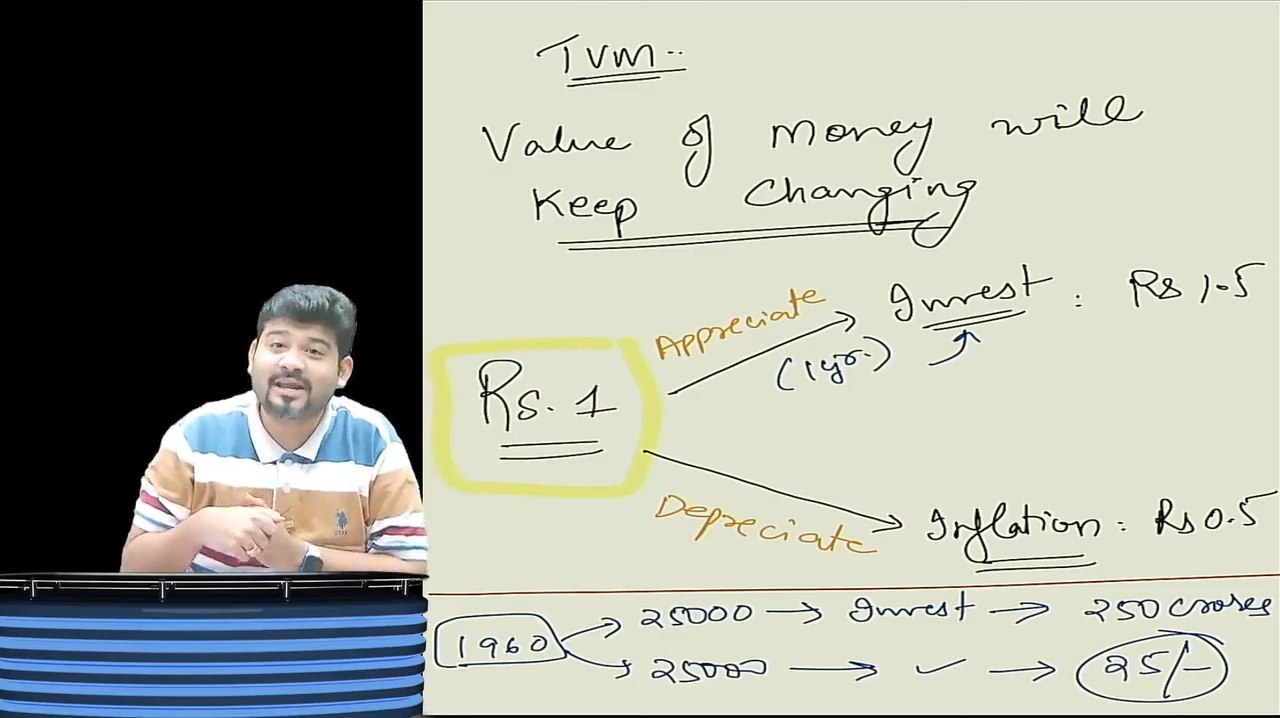 TVM..
Value of Money will
Keep Changing
Appreciate
Invest : Rs 1.5
(1yr.)
Rs. 1
Depreciate
Inflation : Rs 0.5
1960
25000 → Invest → 250 crores
25000 → ✓ → 25/-